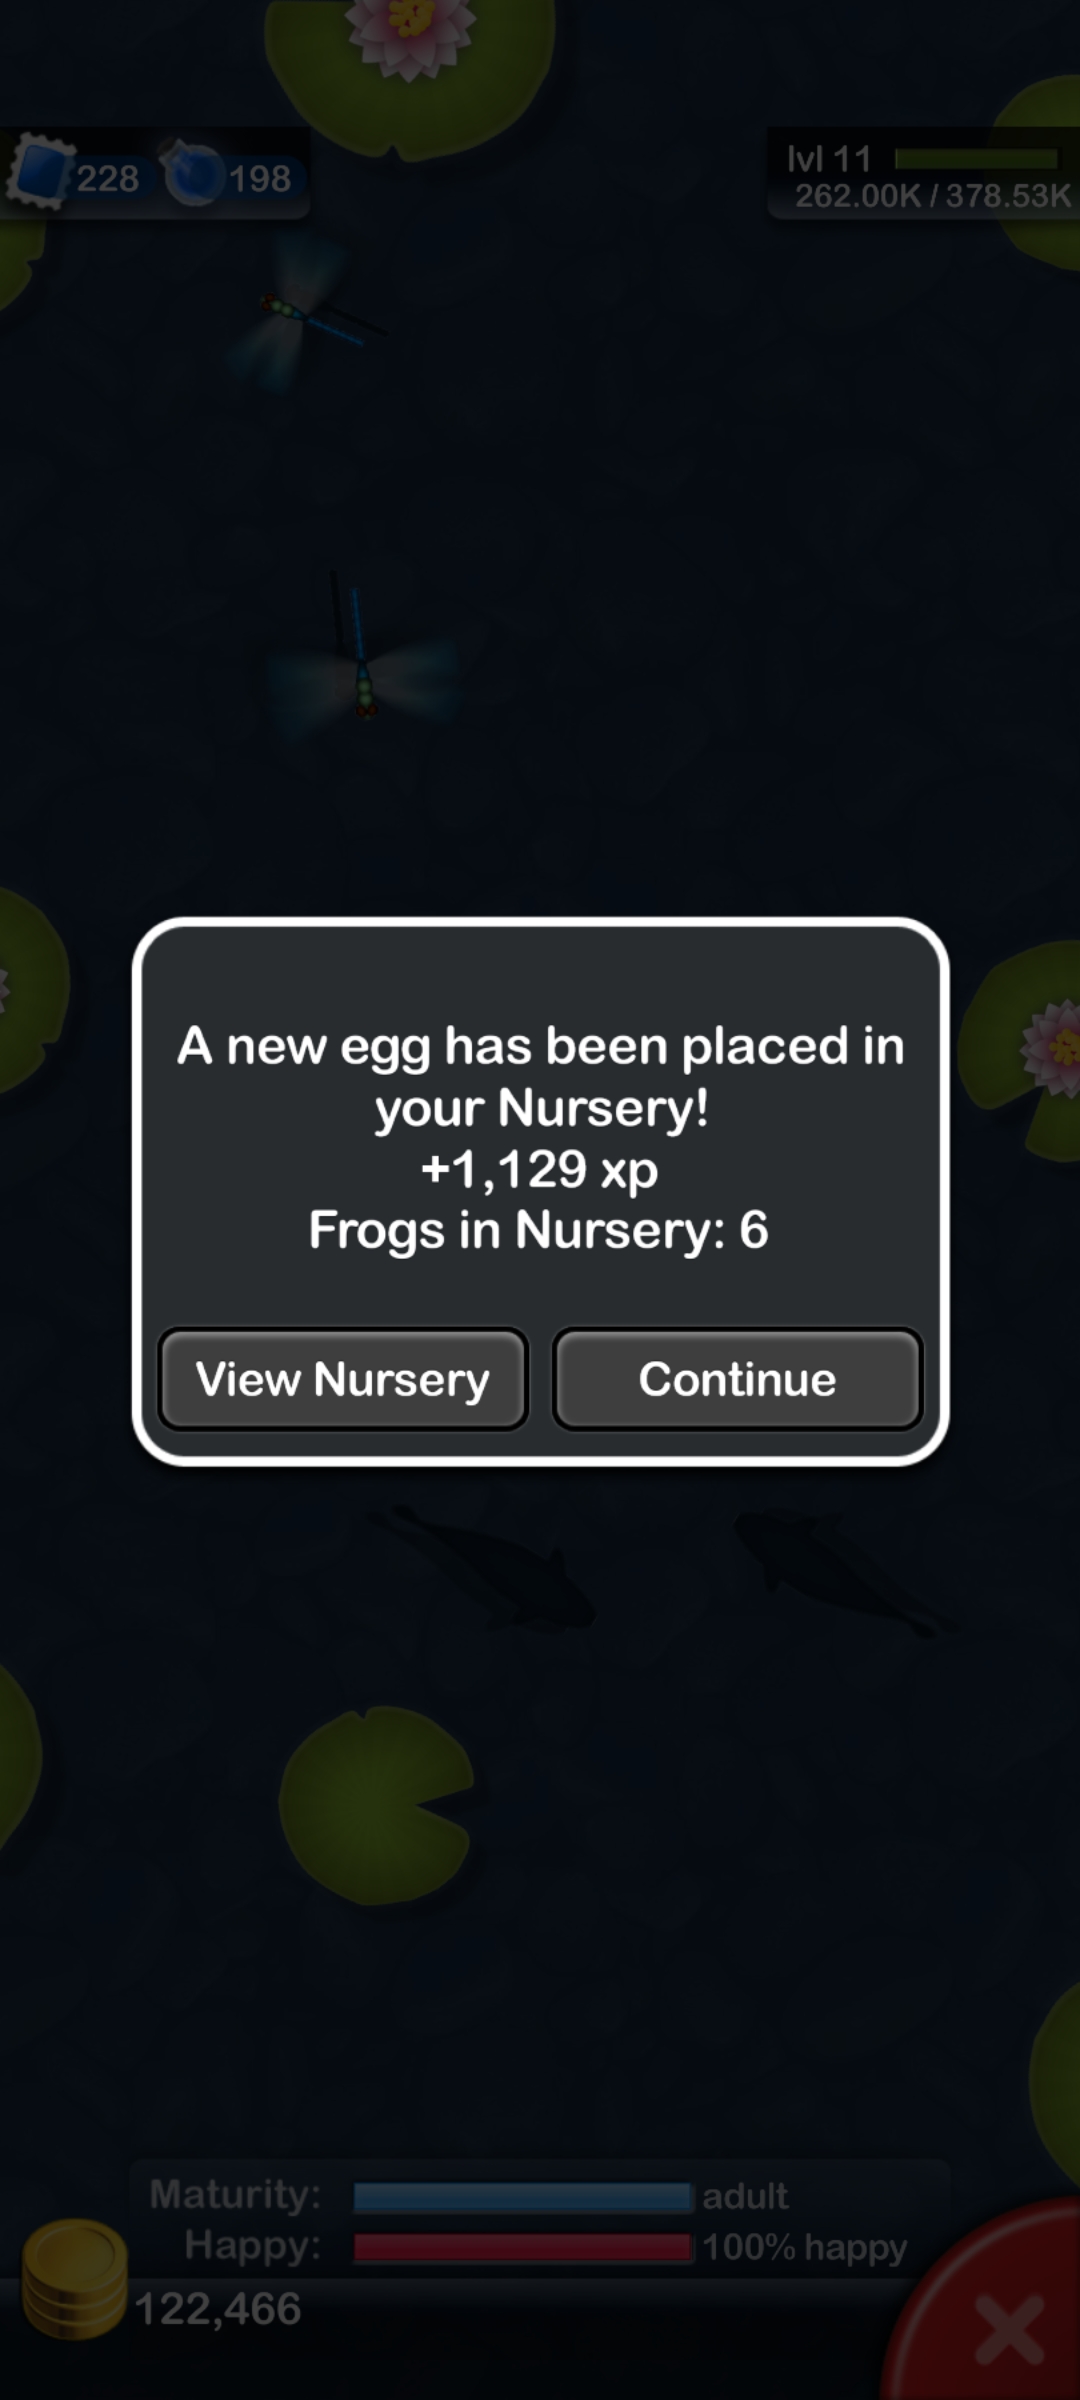 228 198
lvl 11
262.00K / 378.53K
A new egg has been placed in
your Nursery!
+1,129 xp
Frogs in Nursery: 6
View Nursery Continue
Maturity: adult
Happy: 100% happy
122,466